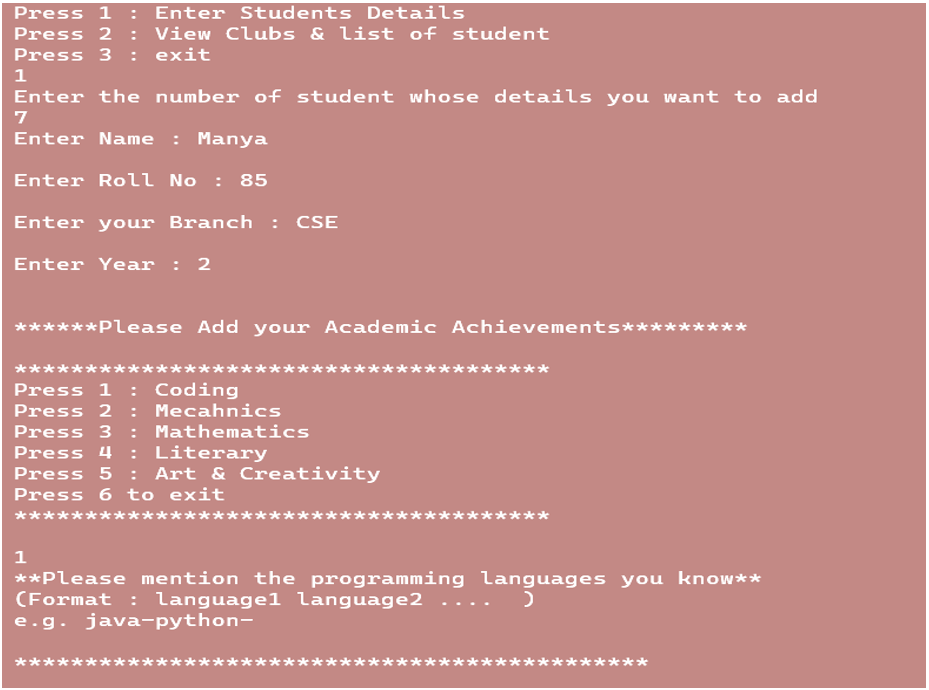 Press 1 : Enter Students Details
Press 2 : View Clubs & list of student
Press 3 : exit
1
Enter the number of student whose details you want to add
7
Enter Name : Manya
Enter Roll No : 85
Enter your Branch : CSE
Enter Year : 2
******Please Add your Academic Achievements*********
**************************************
Press 1 : Coding
Press 2 : Mecahnics
Press 3 : Mathematics
Press 4 : Literary
Press 5 : Art & Creativity
Press 6 to exit
**************************************
1
**Please mention the programming languages you know**
(Format : language1 language2 ....  )
e.g. java-python-
*********************************************